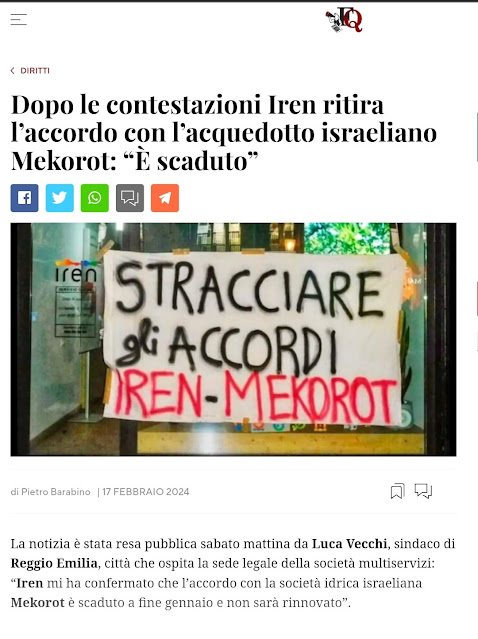 FQ
DIRITTI
Dopo le contestazioni Iren ritira
l’accordo con l’acquedotto israeliano
Mekorot: “È scaduto”
iren
STRACCIARE
gli ACCORDI
IREN-MEKOROT
di Pietro Barabino | 17 FEBBRAIO 2024
La notizia è stata resa pubblica sabato mattina da Luca Vecchi, sindaco di
Reggio Emilia, città che ospita la sede legale della società multiservizi:
“Iren mi ha confermato che l’accordo con la società idrica israeliana
Mekorot è scaduto a fine gennaio e non sarà rinnovato”.